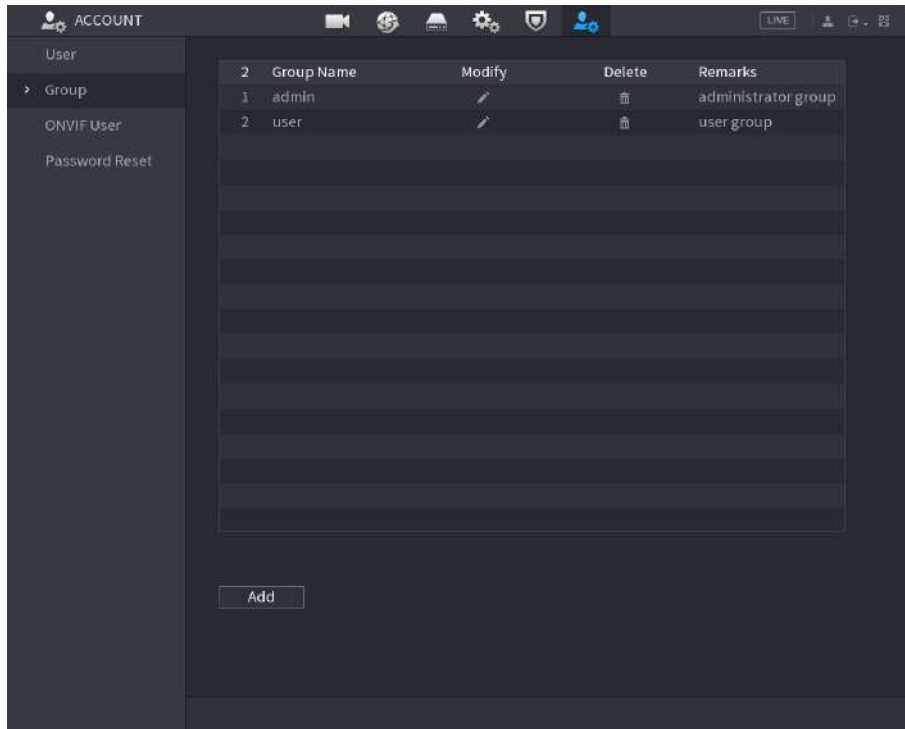 ACCOUNT
LIVE
User
Group
ONVIF User
Password Reset
2 Group Name Modify Delete Remarks
1 admin administrator group
2 user user group
Add